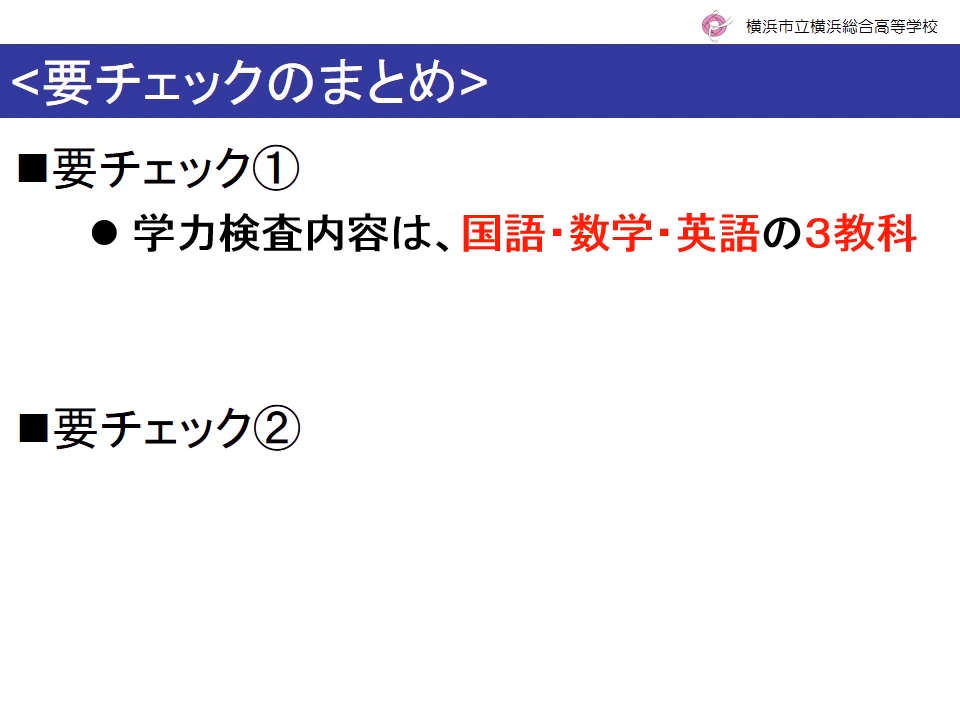 横浜市立横浜総合高等学校
<要チェックのまとめ>
■要チェック①
● 学力検査内容は、国語・数学・英語の３教科
■要チェック②